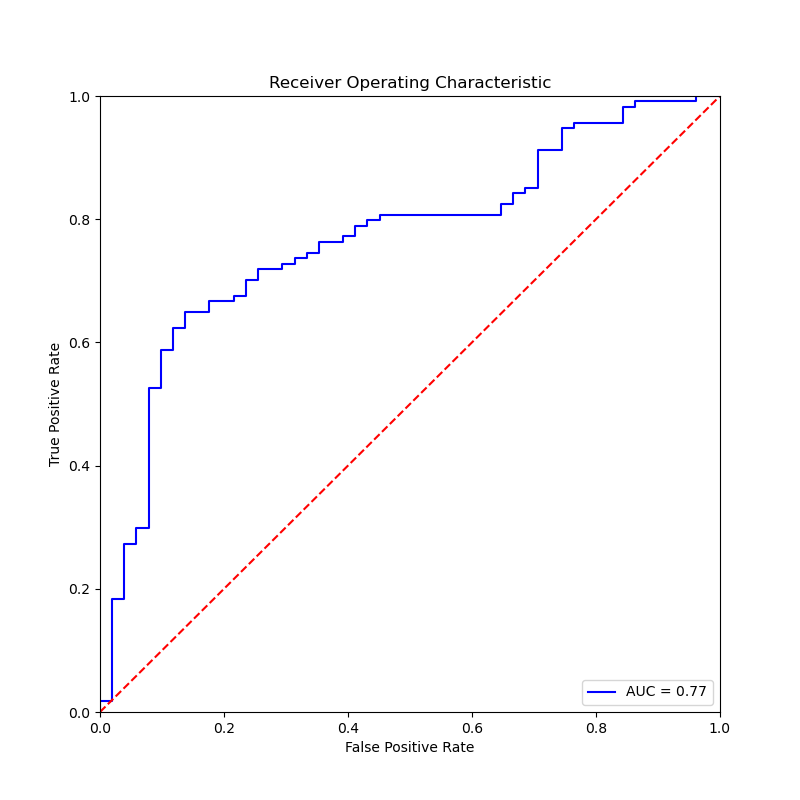 Receiver Operating Characteristic
1.0
0.8
0.6
0.4
0.2
0.0
True Positive Rate
AUC = 0.77
0.0 0.2 0.4 0.6 0.8 1.0
False Positive Rate